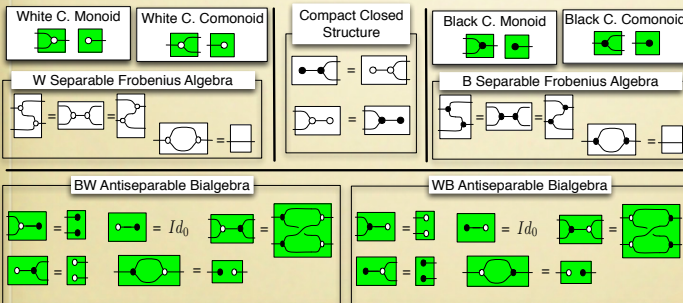 White C. Monoid
White C. Comonoid
Compact Closed
Structure
Black C. Monoid
Black C. Comonoid
W Separable Frobenius Algebra
B Separable Frobenius Algebra
= =
=
=
=
= =
=
BW Antiseparable Bialgebra
= = Id₀ =
= =
WB Antiseparable Bialgebra
= = Id₀ =
= =